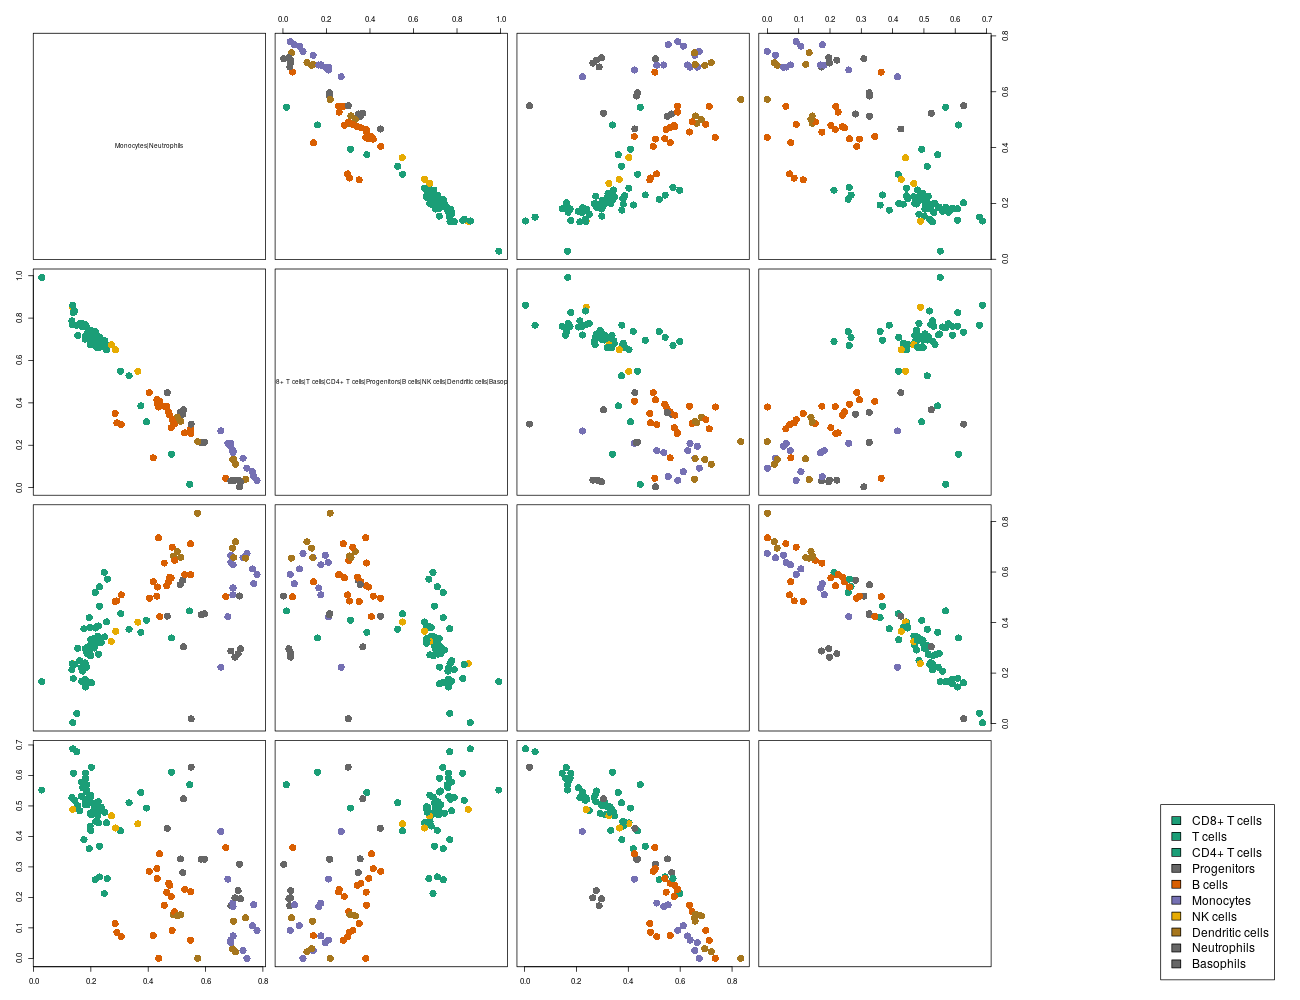 0.0 0.2 0.4 0.6 0.8 1.0
0.0 0.1 0.2 0.3 0.4 0.5 0.6 0.7
Monocytes|Neutrophils
0.0 0.2 0.4 0.6 0.8
0.0 0.2 0.4 0.6 0.8 1.0
8+ T cells|T cells|CD4+ T cells|Progenitors|B cells|NK cells|Dendritic cells|Basop
0.0 0.2 0.4 0.6 0.8
0.0 0.1 0.2 0.3 0.4 0.5 0.6 0.7
0.0 0.2 0.4 0.6 0.8
0.0 0.2 0.4 0.6 0.8
CD8+ T cells
T cells
CD4+ T cells
Progenitors
B cells
Monocytes
NK cells
Dendritic cells
Neutrophils
Basophils